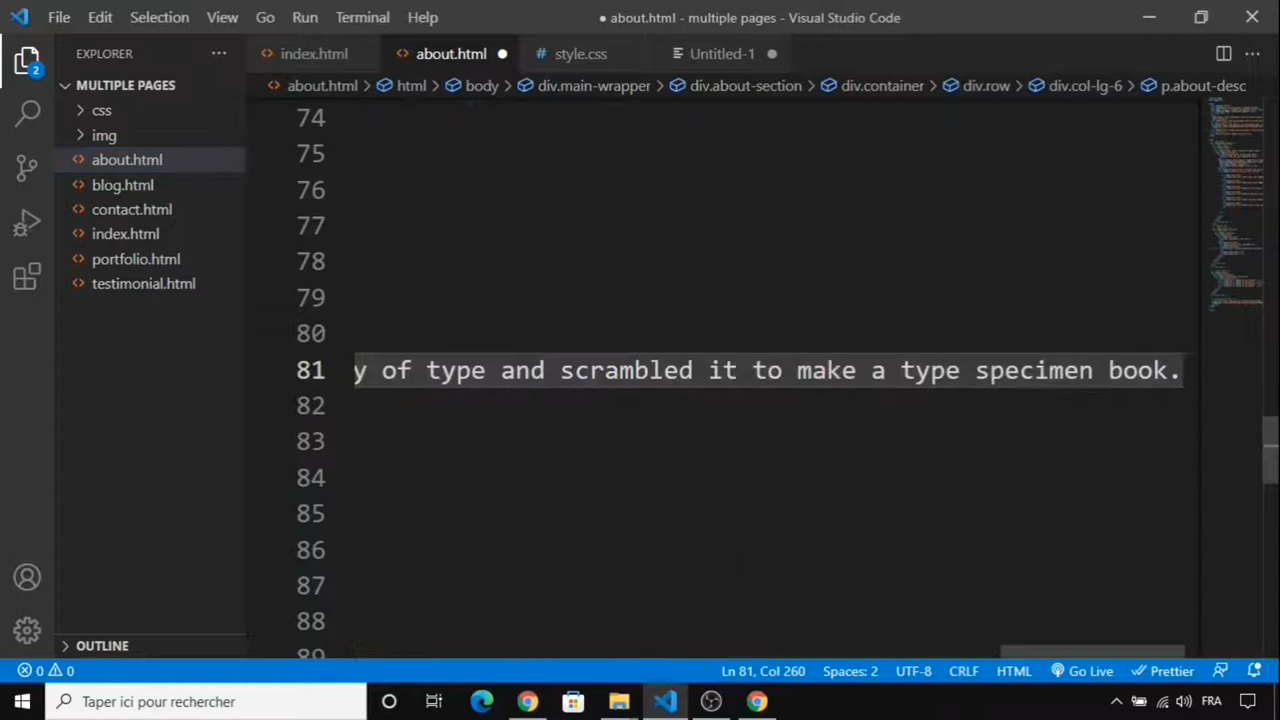 File Edit Selection View Go Run Terminal Help
● about.html - multiple pages - Visual Studio Code
EXPLORER
index.html
about.html
style.css
Untitled-1
MULTIPLE PAGES
about.html > html > body > div.main-wrapper > div.about-section > div.container > div.row > div.col-lg-6 > p.about-desc
css
img
about.html
blog.html
contact.html
index.html
portfolio.html
testimonial.html
2
74
75
76
77
78
79
80
81 y of type and scrambled it to make a type specimen book.
82
83
84
85
86
87
88
89
OUTLINE
0 0 Ln 81, Col 260 Spaces: 2 UTF-8 CRLF HTML Go Live Prettier
Taper ici pour rechercher
FRA